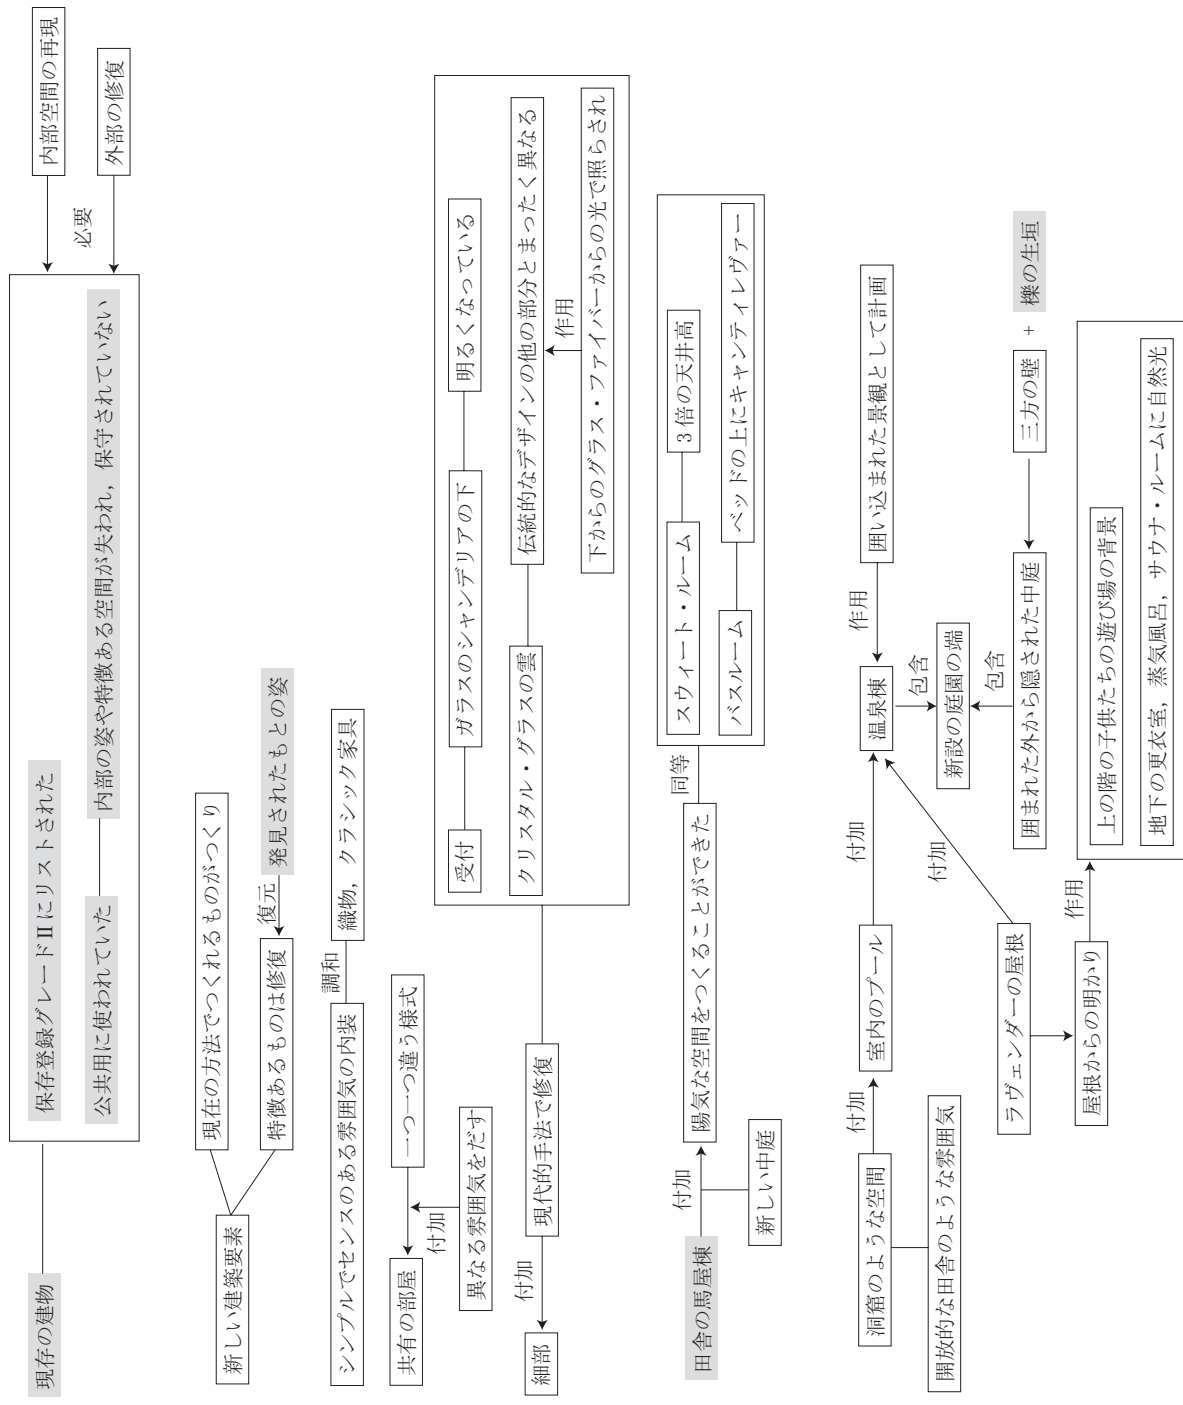 現存の建物
保存登録グレードⅡにリストされた
公共用に使われていた
内部の姿や特徴ある空間が失われ，保守されていない
必要
内部空間の再現
外部の修復
新しい建築要素
現在の方法でつくれるものがつくり
特徴あるものは修復
復元
発見されたもとの姿
シンプルでセンスのある雰囲気の内装
調和
織物，クラシック家具
共有の部屋
一つ一つ違う様式
付加
異なる雰囲気をだす
細部
付加
現代的手法で修復
受付
ガラスのシャンデリアの下
明るくなっている
クリスタル・グラスの雲
伝統的なデザインの他の部分とまったく異なる
作用
下からのグラス・ファイバーからの光で照らされ
田舎の馬屋棟
付加
新しい中庭
陽気な空間をつくることができた
同等
スウィート・ルーム
3倍の天井高
バスルーム
ベッドの上にキャンティレヴァー
洞窟のような空間
開放的な田舎のような雰囲気
付加
室内のプール
付加
温泉棟
作用
囲い込まれた景観として計画
包含
新設の庭園の端
包含
囲まれた外から隠された中庭
三方の壁
+
櫟の生垣
ラヴェンダーの屋根
付加
屋根からの明かり
作用
上の階の子供たちの遊び場の背景
地下の更衣室，蒸気風呂，サウナ・ルームに自然光